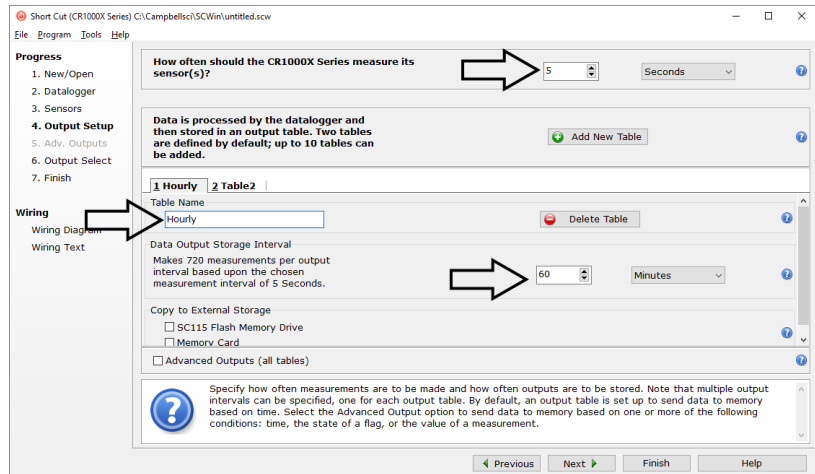 Short Cut (CR1000X Series) C:\Campbellsci\SCWin\untitled.scw
File Program Tools Help
Progress
1. New/Open
2. Datalogger
3. Sensors
4. Output Setup
5. Adv. Outputs
6. Output Select
7. Finish
Wiring
Wiring Diagram
Wiring Text
How often should the CR1000X Series measure its
sensor(s)?
5
Seconds
Data is processed by the datalogger and
then stored in an output table. Two tables
are defined by default; up to 10 tables can
be added.
Add New Table
1 Hourly 2 Table2
Table Name
Hourly
Delete Table
Data Output Storage Interval
Makes 720 measurements per output
interval based upon the chosen
measurement interval of 5 Seconds.
60
Minutes
Copy to External Storage
SC115 Flash Memory Drive
Memory Card
Advanced Outputs (all tables)
Specify how often measurements are to be made and how often outputs are to be stored. Note that multiple output
intervals can be specified, one for each output table. By default, an output table is set up to send data to memory
based on time. Select the Advanced Output option to send data to memory based on one or more of the following
conditions: time, the state of a flag, or the value of a measurement.
Previous Next Finish Help